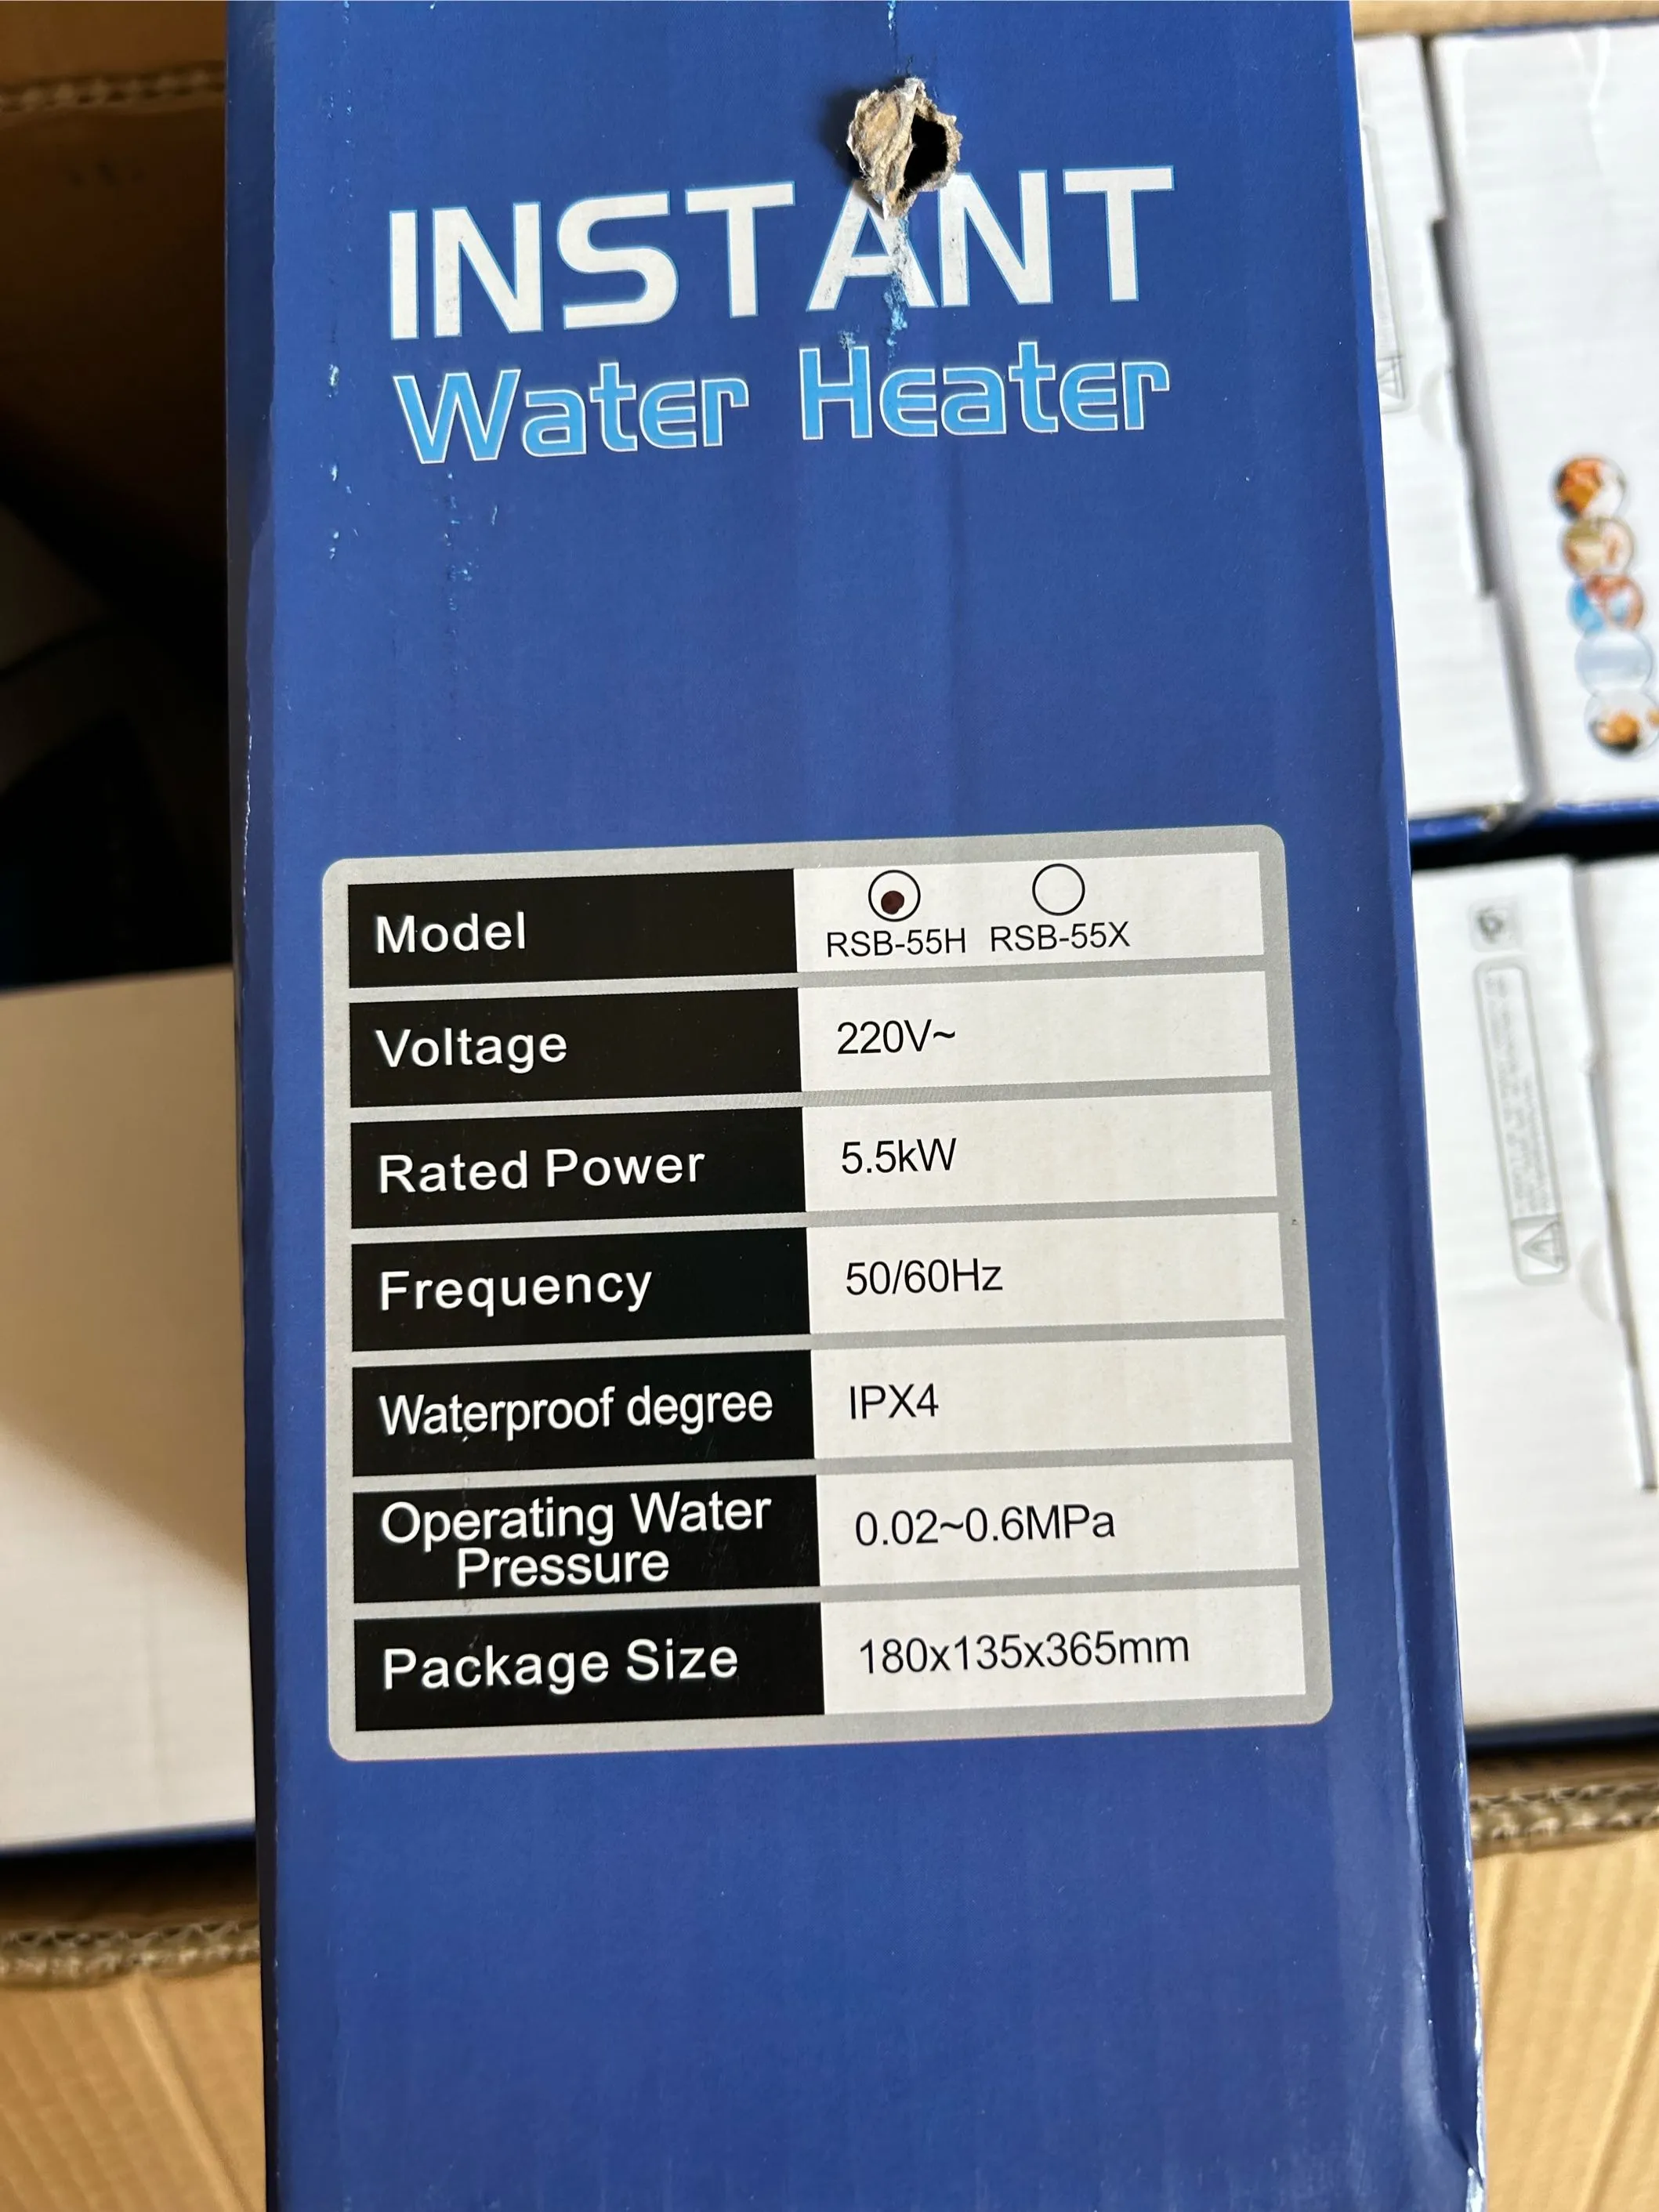 INSTANT
Water Heater
Model
RSB-55H RSB-55X
Voltage 220V~
Rated Power 5.5kW
Frequency 50/60Hz
Waterproof degree IPX4
Operating Water
Pressure 0.02~0.6MPa
Package Size 180x135x365mm